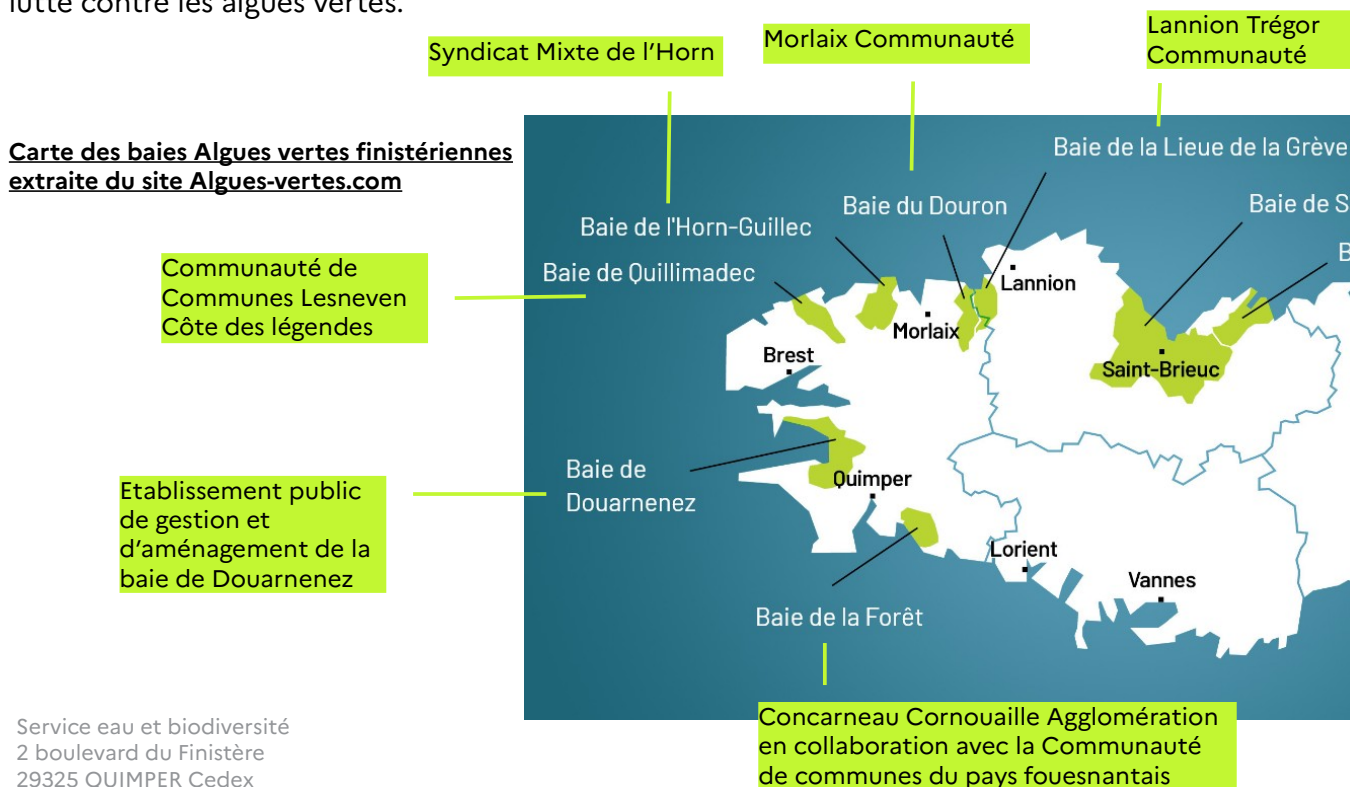 lutte contre les algues vertes.
Syndicat Mixte de l'Horn
Morlaix Communauté
Lannion Trégor
Communauté
Carte des baies Algues vertes finistériennes
extraite du site Algues-vertes.com
Baie de la Lieue de la Grève
Baie du Douron
Baie de S
Baie de l'Horn-Guillec
B
Baie de Quillimadec
Communauté de
Communes Lesneven
Côte des légendes
Lannion
Morlaix
Brest
Saint-Brieuc
Baie de
Douarnenez
Quimper
Etablissement public
de gestion et
d'aménagement de la
baie de Douarnenez
Lorient
Vannes
Baie de la Forêt
Concarneau Cornouaille Agglomération
en collaboration avec la Communauté
de communes du pays fouesnantais
Service eau et biodiversité
2 boulevard du Finistère
29325 QUIMPER Cedex